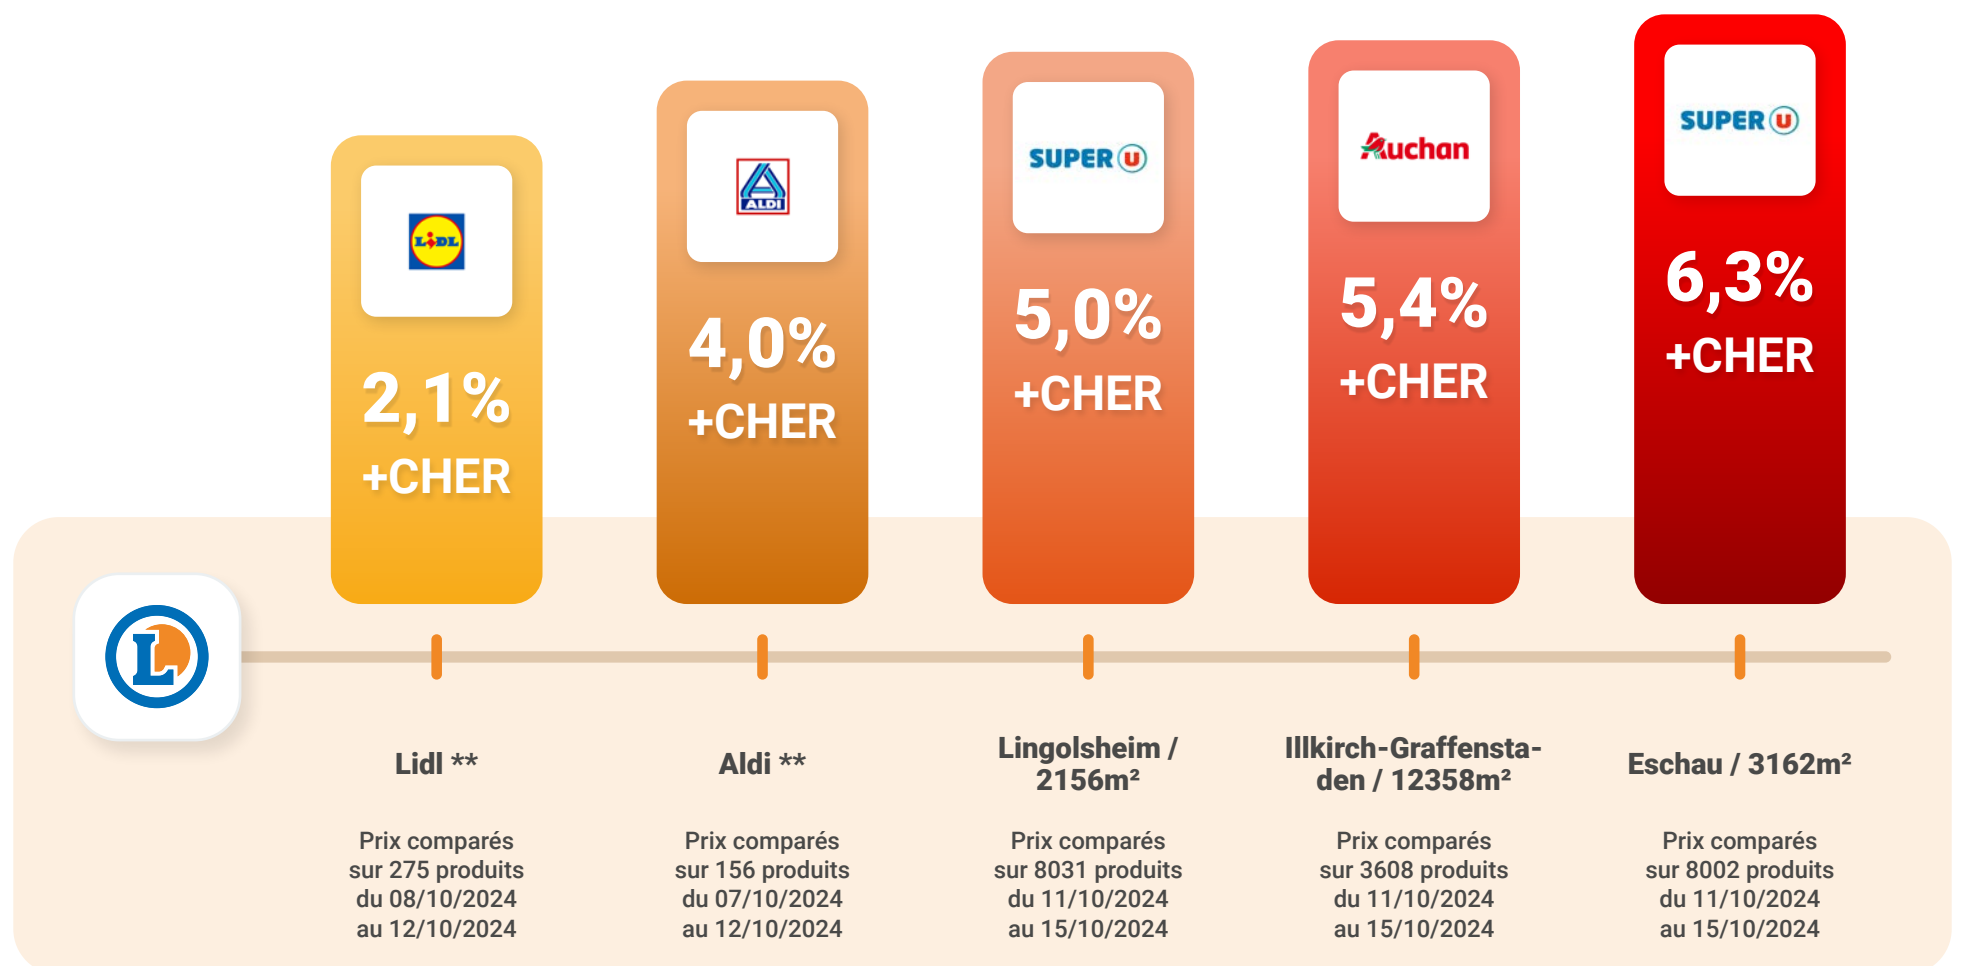 LIDL
2,1%
+CHER
ALDI
4,0%
+CHER
SUPER U
5,0%
+CHER
Auchan
5,4%
+CHER
SUPER U
6,3%
+CHER
L
Lidl **
Prix comparés
sur 275 produits
du 08/10/2024
au 12/10/2024
Aldi **
Prix comparés
sur 156 produits
du 07/10/2024
au 12/10/2024
Lingolsheim /
2156m²
Prix comparés
sur 8031 produits
du 11/10/2024
au 15/10/2024
Illkirch-Graffensta-
den / 12358m²
Prix comparés
sur 3608 produits
du 11/10/2024
au 15/10/2024
Eschau / 3162m²
Prix comparés
sur 8002 produits
du 11/10/2024
au 15/10/2024